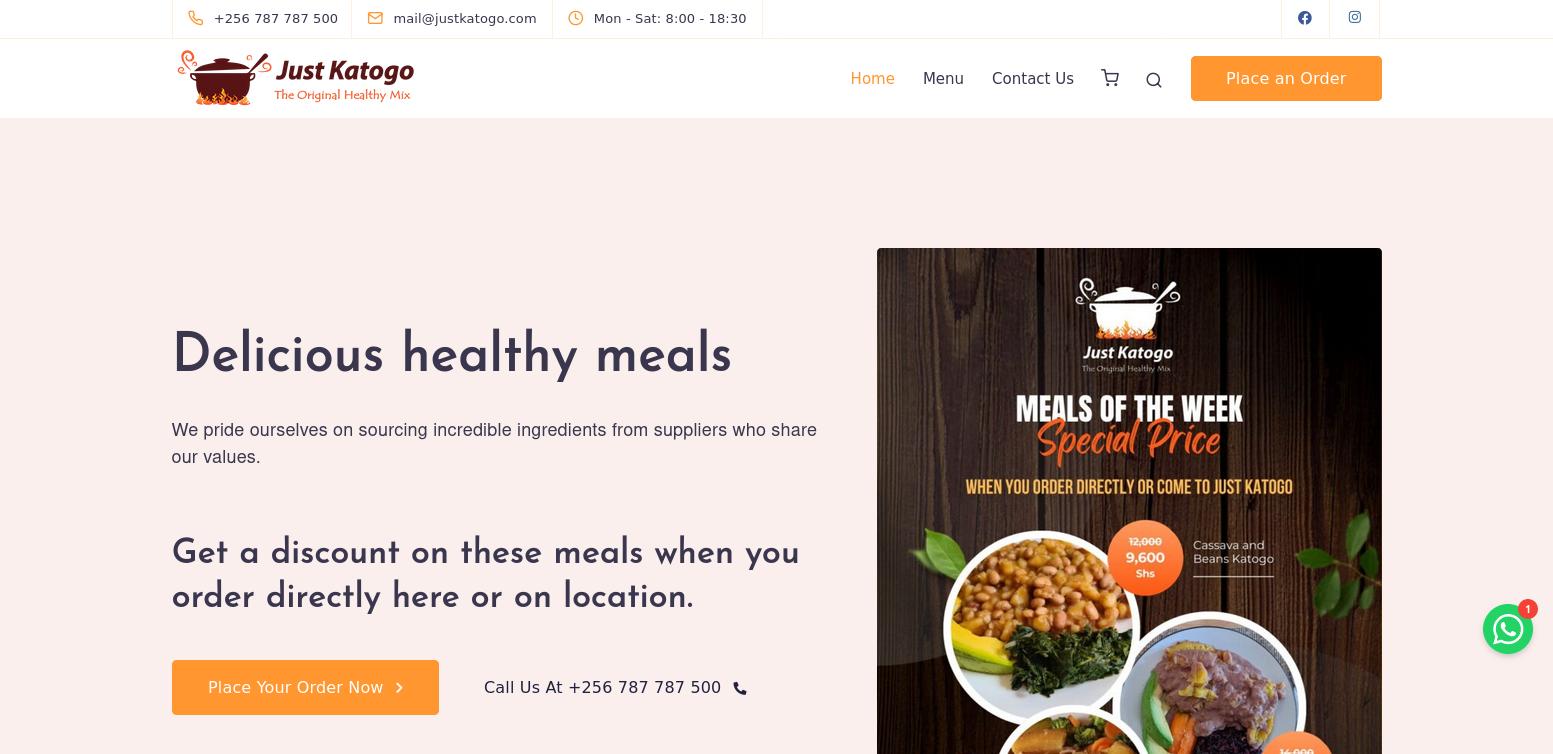 +256 787 787 500
mail@justkatogo.com
Mon - Sat: 8:00 - 18:30
Just Katogo
The Original Healthy Mix
Home
Menu
Contact Us
Place an Order
Delicious healthy meals
We pride ourselves on sourcing incredible ingredients from suppliers who share
our values.
Get a discount on these meals when you
order directly here or on location.
Place Your Order Now
Call Us At +256 787 787 500
Just Katogo
The Original Healthy Mix
MEALS OF THE WEEK
Special Price
WHEN YOU ORDER DIRECTLY OR COME TO JUST KATOGO
12,000
9,600
Shs
Cassava and
Beans Katogo
1